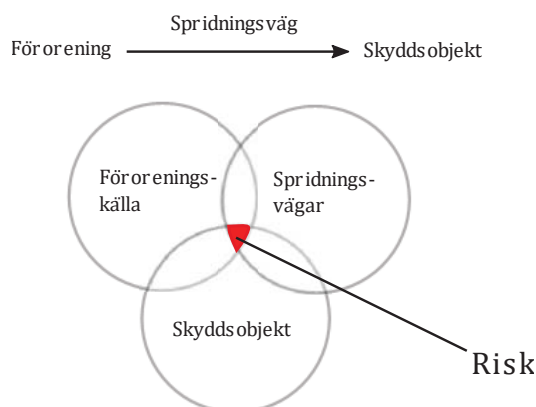 Spridningsväg
Förorening
Skyddsobjekt
Förorenings-
källa
Spridnings-
vägar
Skyddsobjekt
Risk